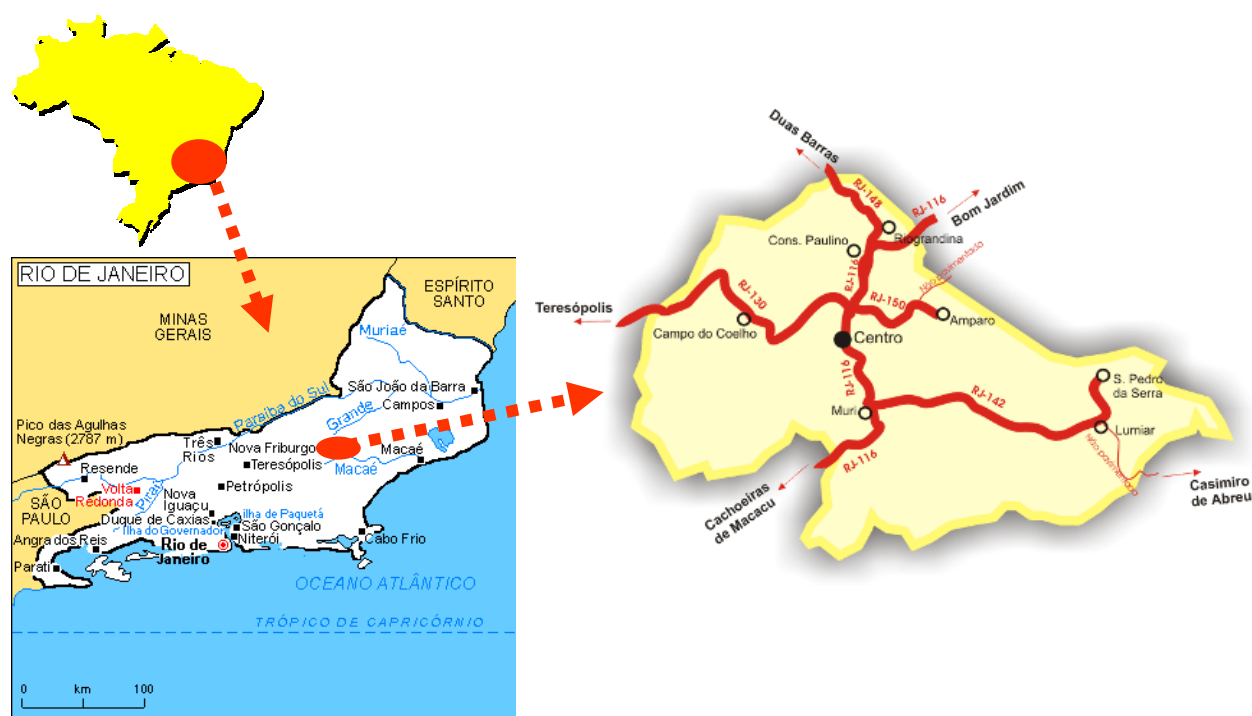 RIO DE JANEIRO
ESPÍRITO
SANTO
MINAS
GERAIS
Muriaé
São João da Barra
Campos
Paraíba do Sul
Grande
Pico das Agulhas
Negras (2787 m)
Três
Rios
Nova Friburgo
Teresópolis
Macaé
Macaé
Resende
Volta
Redonda
Piraí
Petrópolis
Nova
Iguaçu
SÃO
PAULO
Duque de Caxias
ilha de Paquetá
São Gonçalo
Ilha do Governador
Niterói
Angra dos Reis
Rio de
Janeiro
Cabo Frio
Parati
OCEANO ATLÂNTICO
TRÓPICO DE CAPRICÓRNIO
0 km 100
Duas Barras
RJ-148
RJ-116
Bom Jardim
Riograndina
Cons. Paulino
RJ-116
Não pavimentada
Teresópolis
RJ-130
RJ-150
Campo do Coelho
Amparo
Centro
RJ-116
S. Pedro
da Serra
RJ-142
Muri
Lumiar
RJ-116
Não pavimentada
Cachoeiras
de Macacu
Casimiro
de Abreu